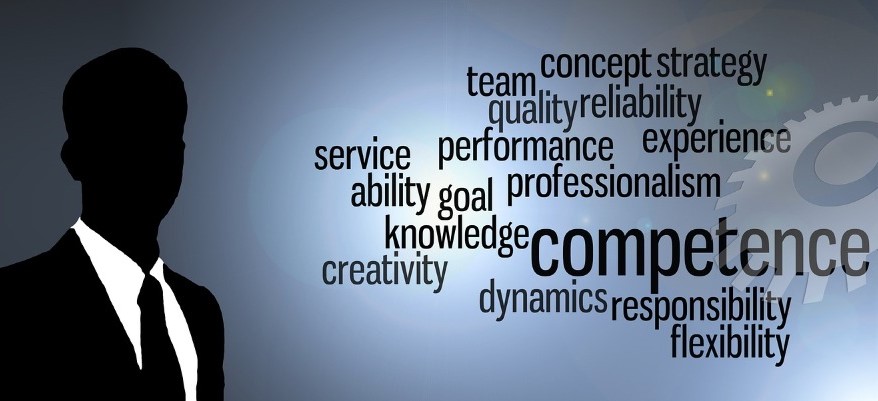 concept strategy
team
quality reliability
performance experience
service
ability goal professionalism
knowledge competence
creativity
dynamics responsibility
flexibility